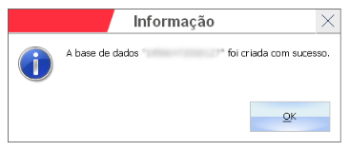 Informação
A base de dados "" foi criada com sucesso.
OK